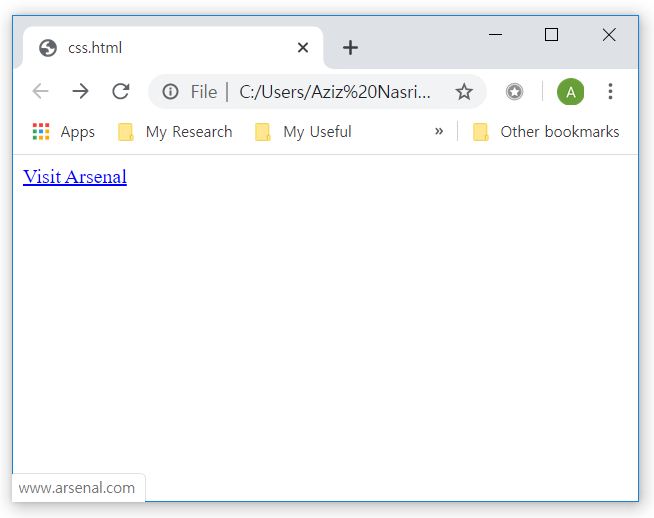 css.html
File | C:/Users/Aziz%20Nasri...
A
Apps My Research My Useful » Other bookmarks
Visit Arsenal
www.arsenal.com